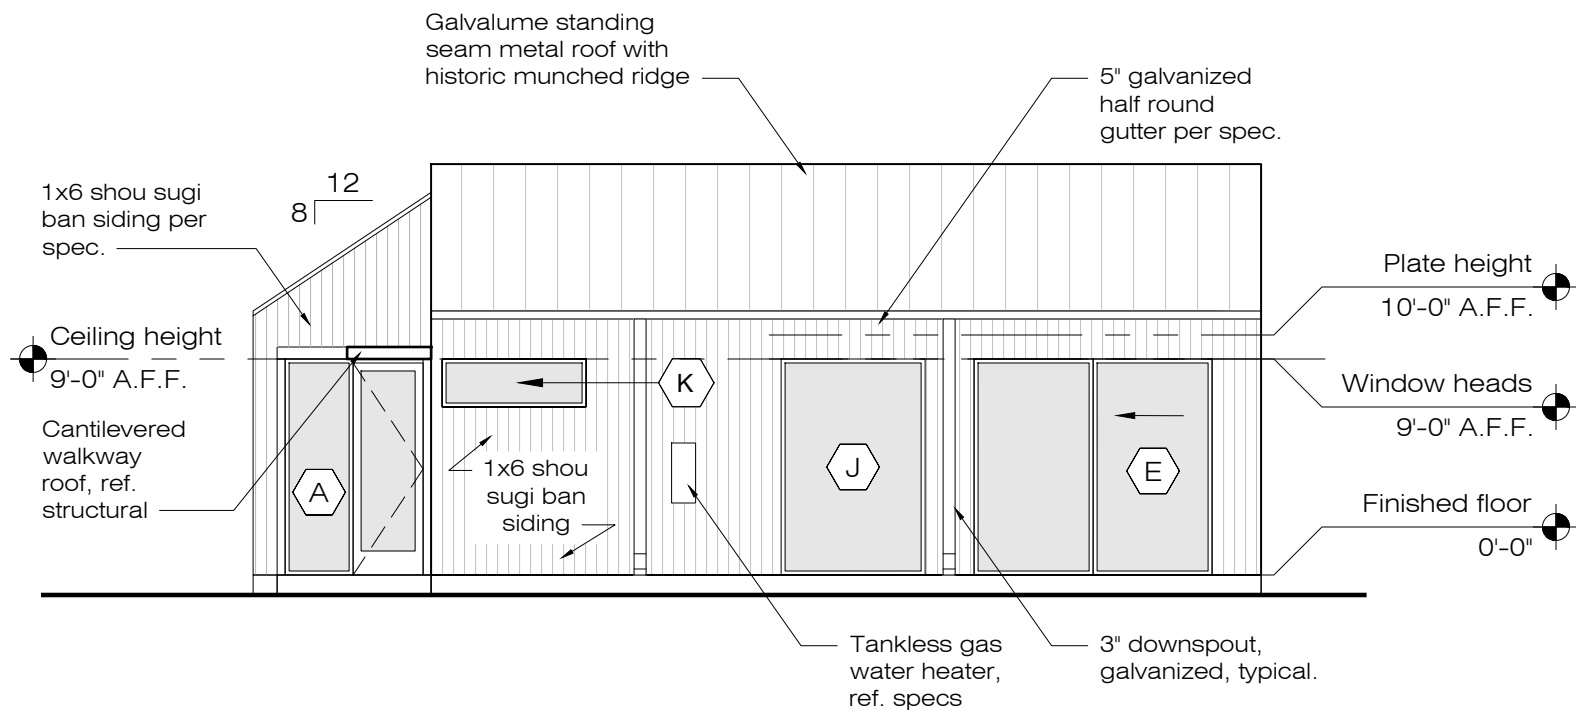 Galvalume standing
seam metal roof with
historic munched ridge
5" galvanized
half round
gutter per spec.
1x6 shou sugi
ban siding per
spec.
12
8
Plate height
10'-0" A.F.F.
Ceiling height
9'-0" A.F.F.
Window heads
9'-0" A.F.F.
K
Cantilevered
walkway
roof, ref.
structural
A
1x6 shou
sugi ban
siding
J
E
Finished floor
0'-0"
Tankless gas
water heater,
ref. specs
3" downspout,
galvanized, typical.